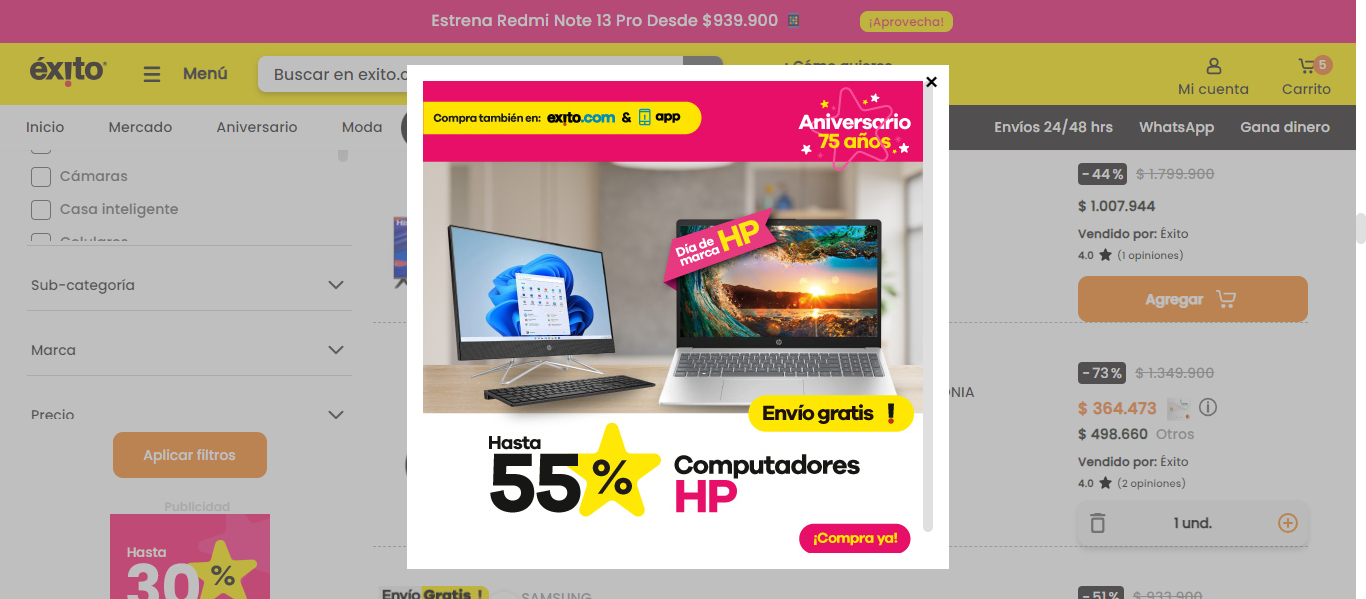 Estrena Redmi Note 13 Pro Desde $939.900
¡Aprovecha!
éxito
Menú
Buscar en exito.c
¿Cómo quieres
Mi cuenta
5
Carrito
Inicio
Mercado
Aniversario
Moda
Envíos 24/48 hrs
WhatsApp
Gana dinero
Cámaras
Casa inteligente
Celulares
Sub-categoría
Marca
Precio
Aplicar filtros
Publicidad
Hasta
30%
Compra también en: exito.com & app
Aniversario
75 años
Día de
marca HP
Envío gratis !
Hasta
55%
Computadores
HP
¡Compra ya!
-44% $ 1.799.900
$ 1.007.944
Vendido por: Éxito
4.0 (1 opiniones)
Agregar
ONIA
-73% $ 1.349.900
$ 364.473
$ 498.660 Otros
Vendido por: Éxito
4.0 (2 opiniones)
1 und.
Envío Gratis !
SAMSUNG
-51% $ 933.900